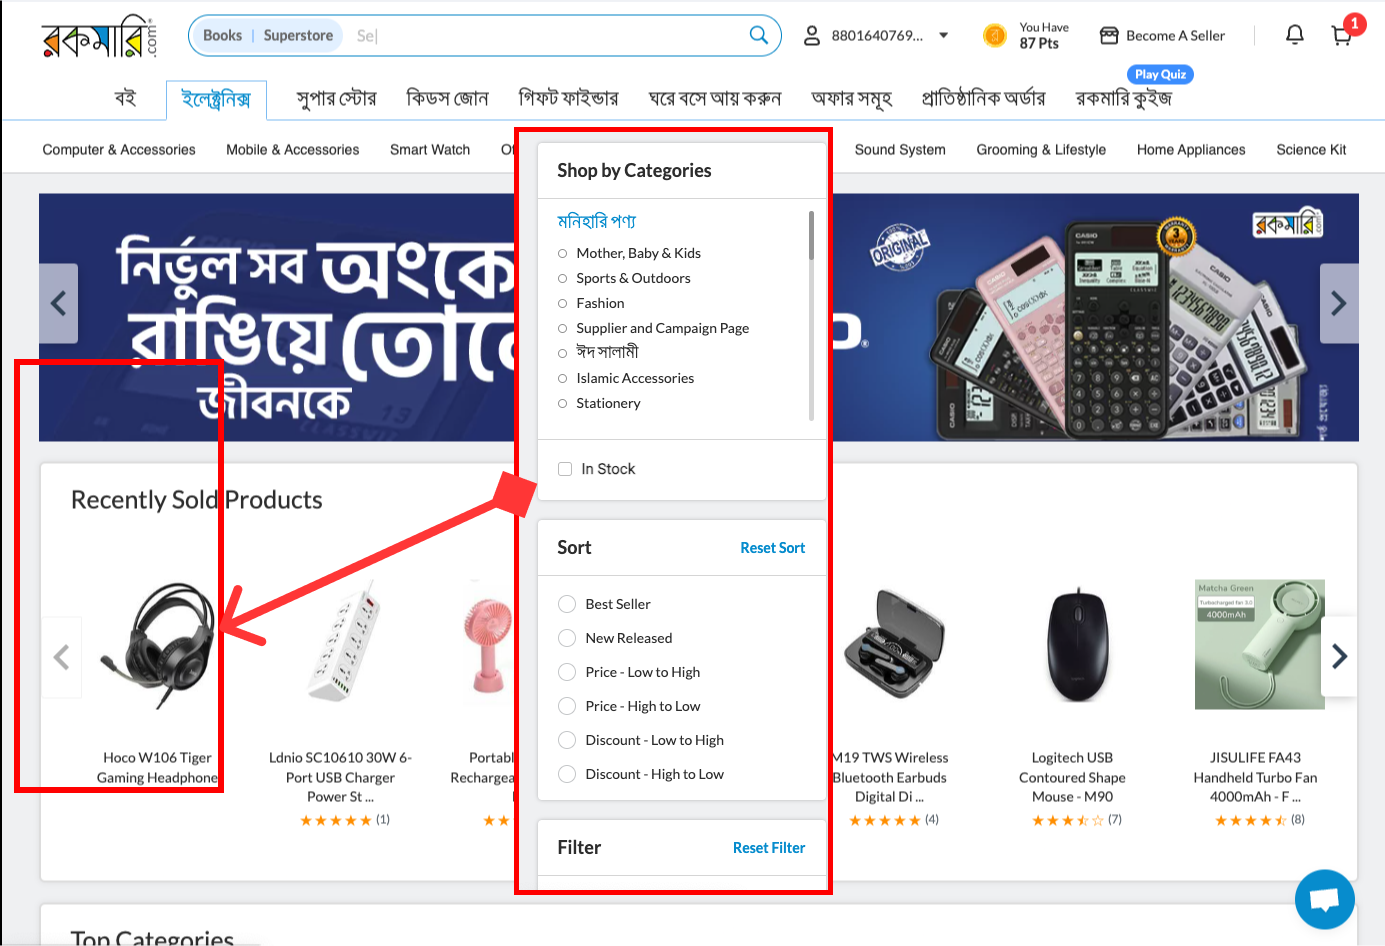 রকমারি.com
Books | Superstore Se|
8801640769...
You Have
87 Pts
Become A Seller
1
Play Quiz
বই ইলেক্ট্রনিক্স সুপার স্টোর কিডস জোন গিফট ফাইন্ডার ঘরে বসে আয় করুন অফার সমূহ প্রাতিষ্ঠানিক অর্ডার রকমারি কুইজ
Computer & Accessories Mobile & Accessories Smart Watch Sound System Grooming & Lifestyle Home Appliances Science Kit
নির্ভুল সব অংকে
রাঙিয়ে তোলে
জীবনকে
ORIGINAL
3
YEARS
রকমারি.com
CASIO
Shop by Categories
মনিহারি পণ্য
Mother, Baby & Kids
Sports & Outdoors
Fashion
Supplier and Campaign Page
ঈদ সালামী
Islamic Accessories
Stationery
In Stock
Sort Reset Sort
Best Seller
New Released
Price - Low to High
Price - High to Low
Discount - Low to High
Discount - High to Low
Filter Reset Filter
Recently Sold Products
Hoco W106 Tiger
Gaming Headphone
Ldnio SC10610 30W 6-
Port USB Charger
Power St ...
(1)
Portabl
Rechargea
M19 TWS Wireless
Bluetooth Earbuds
Digital Di ...
(4)
Logitech USB
Contoured Shape
Mouse - M90
(7)
Matcha Green
Turbocharged fan 3.0
4000mAh
JISULIFE FA43
Handheld Turbo Fan
4000mAh - F ...
(8)
Top Categories